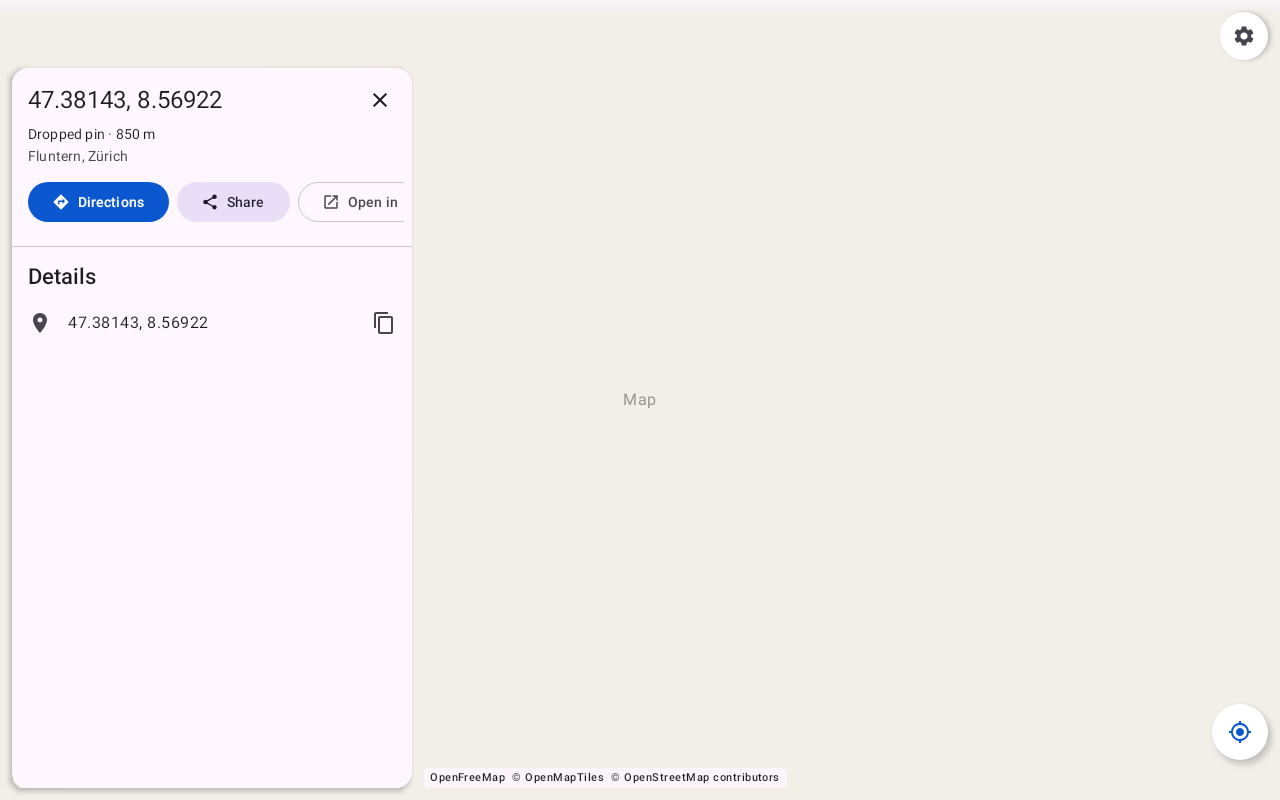 47.38143, 8.56922
Dropped pin · 850 m
Fluntern, Zürich
Directions
Share
Open in
Details
47.38143, 8.56922
Map
OpenFreeMap © OpenMapTiles © OpenStreetMap contributors